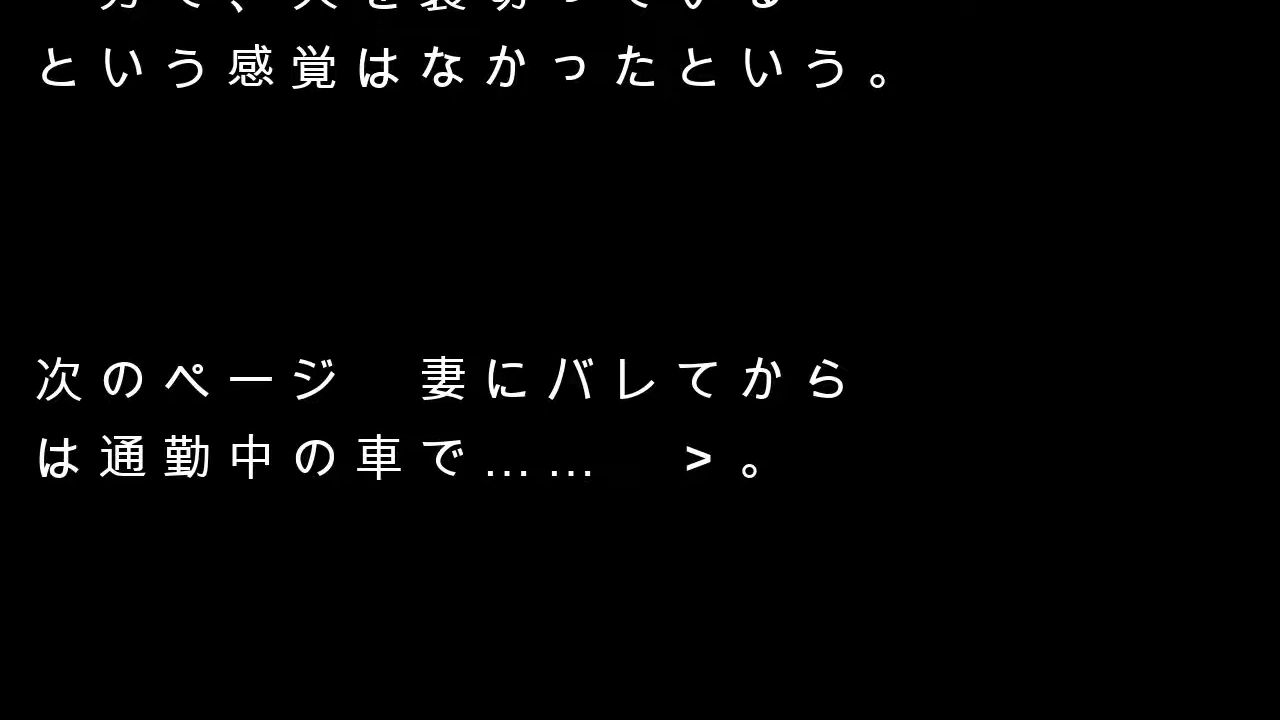 という感覚はなかったという。
次のページ　妻にバレてから
は通勤中の車で……　>。